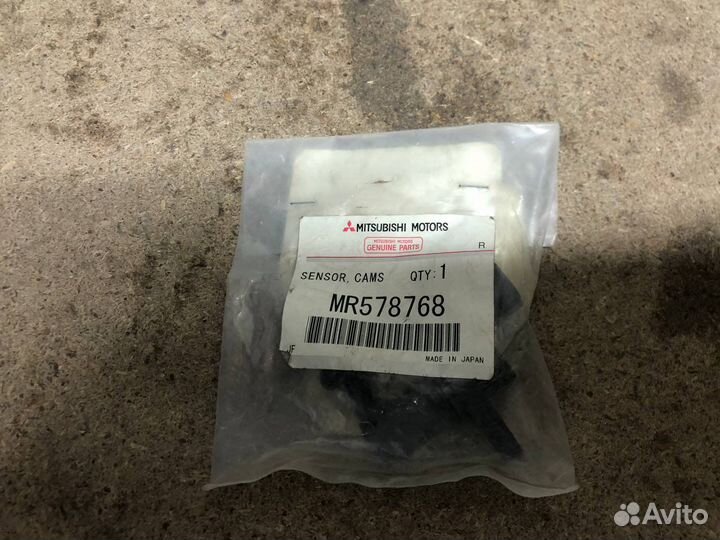 MITSUBISHI MOTORS
MITSUBISHI MOTORS
GENUINE PARTS
R
SENSOR, CAMS QTY: 1
MR578768
MADE IN JAPAN
Avito